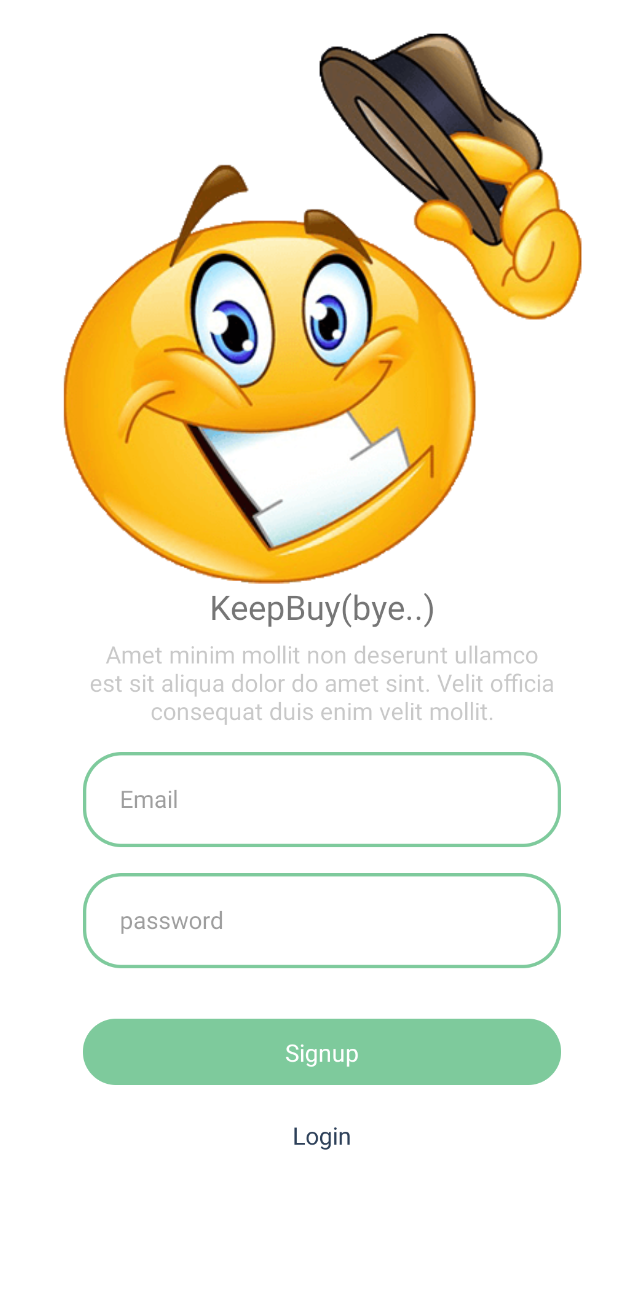 KeepBuy(bye..)
Amet minim mollit non deserunt ullamco
est sit aliqua dolor do amet sint. Velit officia
consequat duis enim velit mollit.
Email
password
Signup
Login